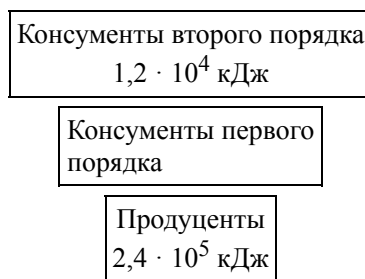 Консументы второго порядка
1,2 · 10⁴ кДж
Консументы первого
порядка
Продуценты
2,4 · 10⁵ кДж